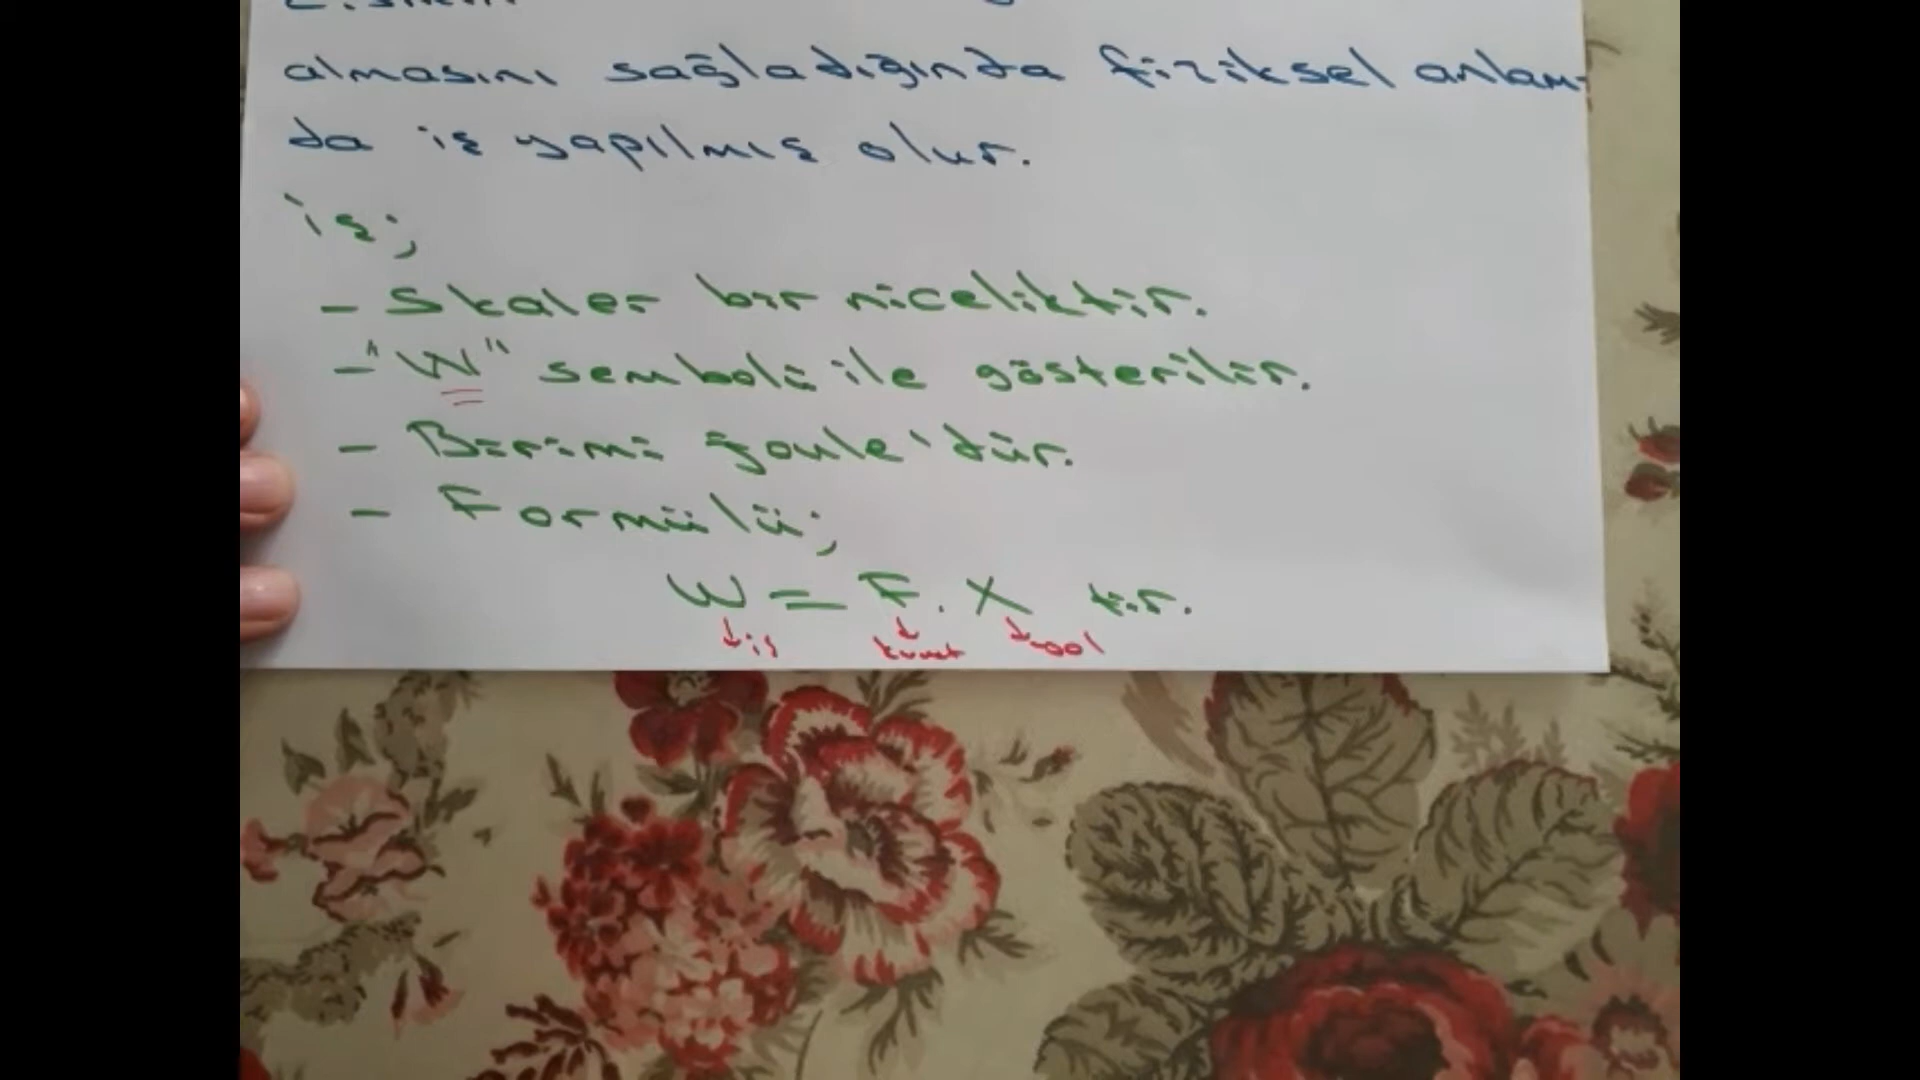 almasını sağladığında fiziksel anlam-
da iş yapılmış olur.
iş;
- Skaler bir niceliktir.
- "W" sembolü ile gösterilir.
- Birimi joule'dür.
- Formülü;
W = F . X tir.
iş kuvvet yol